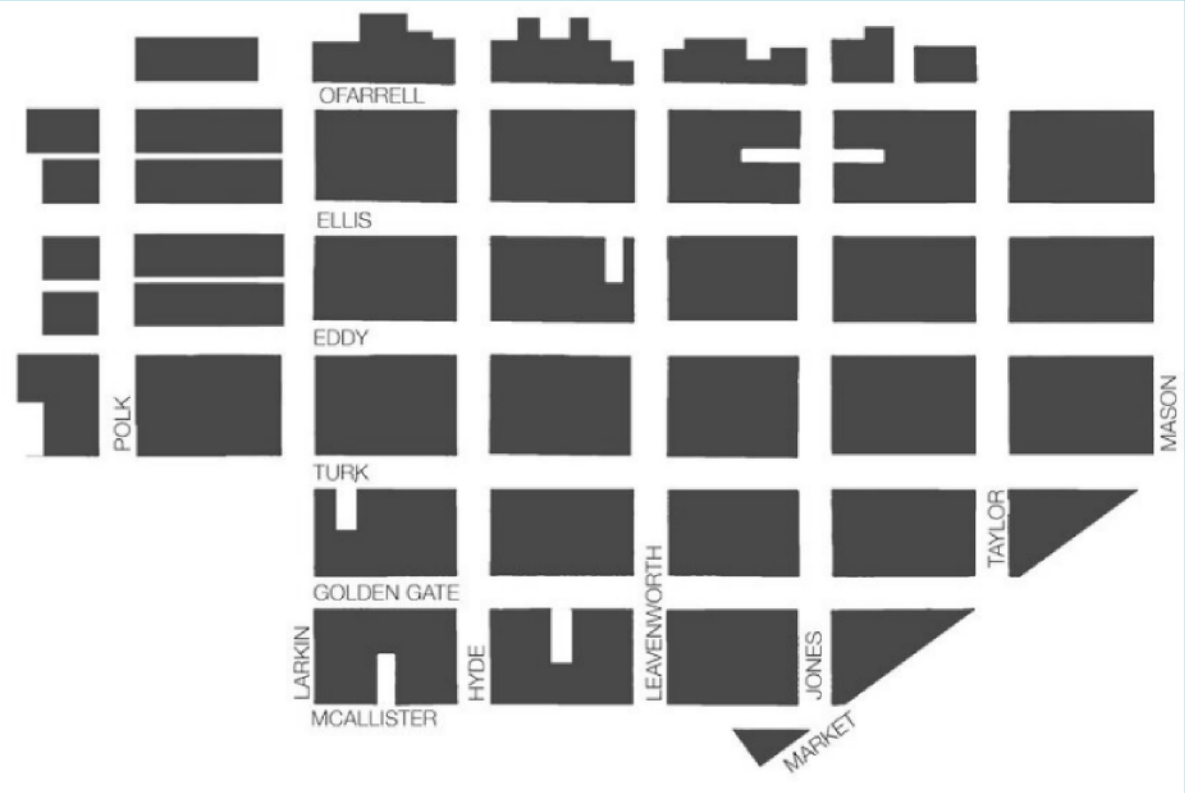 OFARRELL
ELLIS
EDDY
POLK
MASON
TURK
TAYLOR
GOLDEN GATE
LARKIN
HYDE
LEAVENWORTH
JONES
MCALLISTER
MARKET